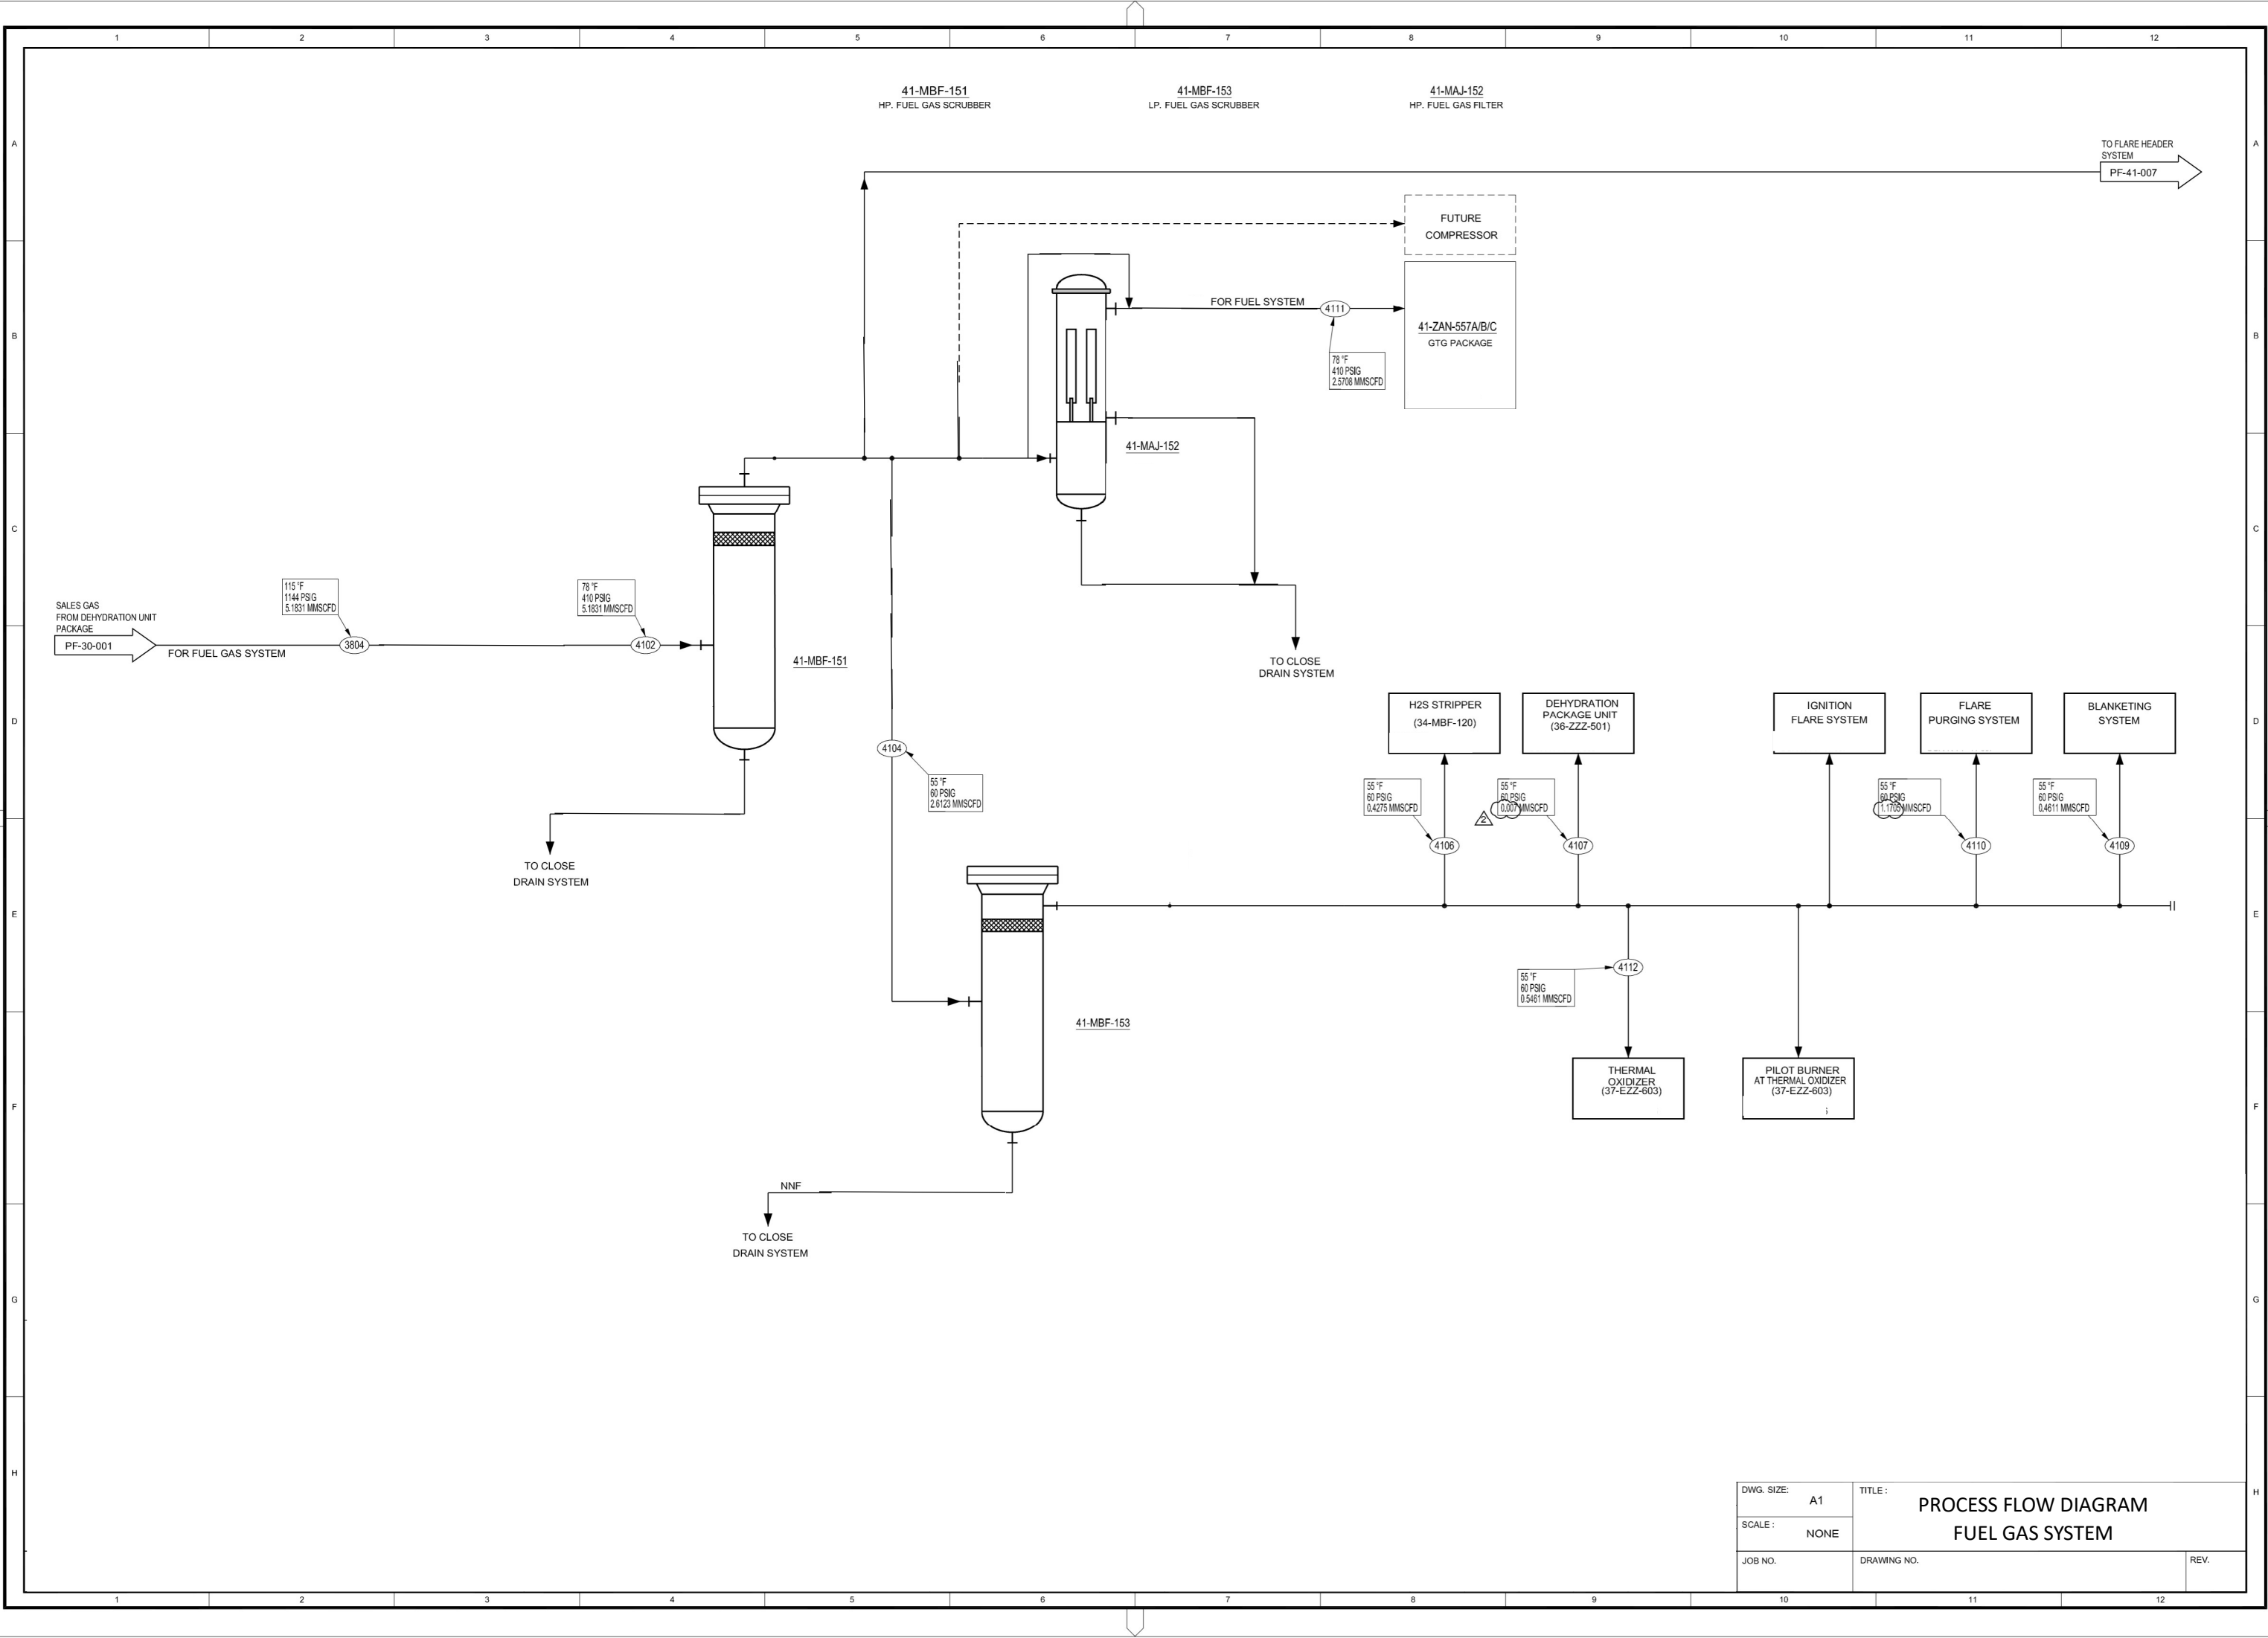 1 2 3 4 5 6 7 8 9 10 11 12
41-MBF-151
HP. FUEL GAS SCRUBBER
41-MBF-153
LP. FUEL GAS SCRUBBER
41-MAJ-152
HP. FUEL GAS FILTER
A
A
TO FLARE HEADER
SYSTEM
PF-41-007
FUTURE
COMPRESSOR
FOR FUEL SYSTEM
4111
78 °F
410 PSIG
2.5708 MMSCFD
41-ZAN-557A/B/C
GTG PACKAGE
B
B
41-MAJ-152
C
C
SALES GAS
FROM DEHYDRATION UNIT
PACKAGE
PF-30-001
FOR FUEL GAS SYSTEM
115 °F
1144 PSIG
5.1831 MMSCFD
3804
78 °F
410 PSIG
5.1831 MMSCFD
4102
41-MBF-151
TO CLOSE
DRAIN SYSTEM
D
D
4104
55 °F
60 PSIG
2.6123 MMSCFD
H2S STRIPPER
(34-MBF-120)
DEHYDRATION
PACKAGE UNIT
(36-ZZZ-501)
IGNITION
FLARE SYSTEM
FLARE
PURGING SYSTEM
BLANKETING
SYSTEM
55 °F
60 PSIG
0.4275 MMSCFD
4106
2
55 °F
60 PSIG
0.007 MMSCFD
4107
55 °F
60 PSIG
1.1705 MMSCFD
4110
55 °F
60 PSIG
0.4611 MMSCFD
4109
TO CLOSE
DRAIN SYSTEM
E
E
4112
55 °F
60 PSIG
0.5461 MMSCFD
41-MBF-153
THERMAL
OXIDIZER
(37-EZZ-603)
PILOT BURNER
AT THERMAL OXIDIZER
(37-EZZ-603)
F
F
NNF
TO CLOSE
DRAIN SYSTEM
G
G
H
H
DWG. SIZE:
A1
SCALE :
NONE
JOB NO.
TITLE :
PROCESS FLOW DIAGRAM
FUEL GAS SYSTEM
DRAWING NO.
REV.
1 2 3 4 5 6 7 8 9 10 11 12